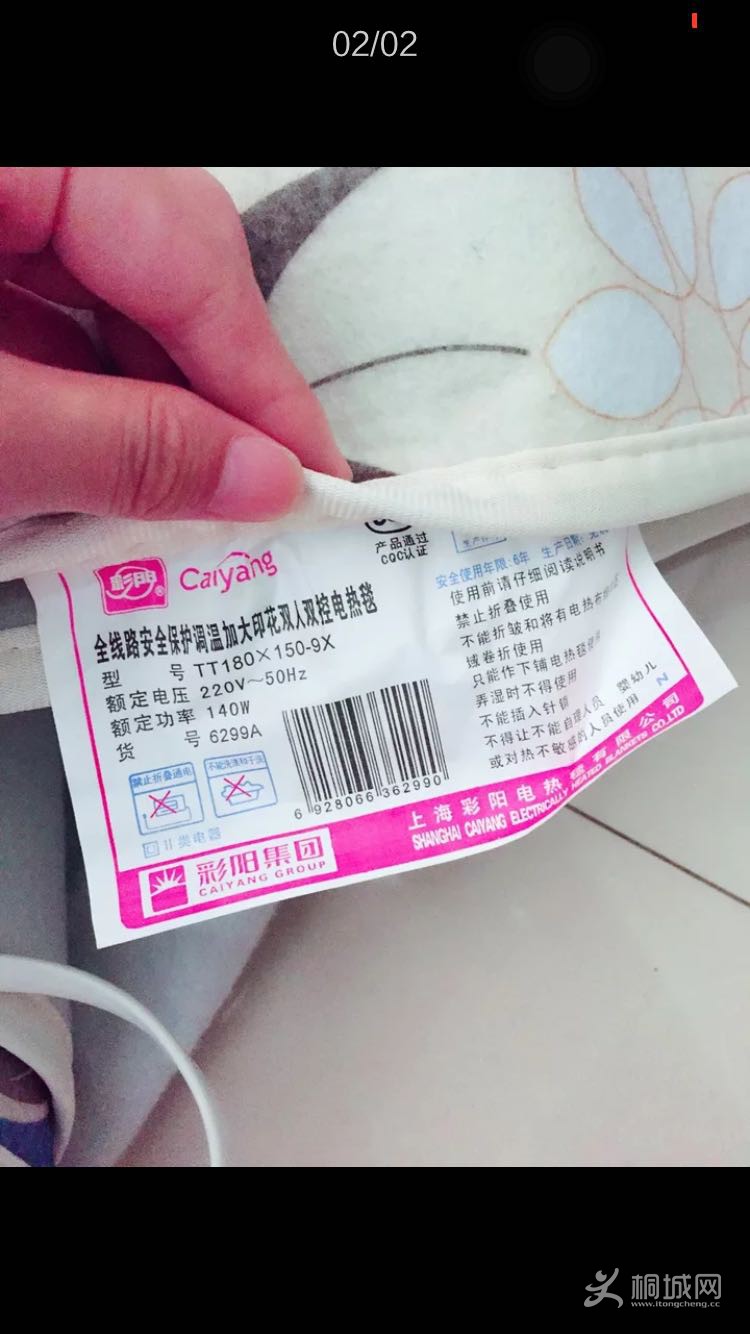 02/02
产品通过
CQC认证
彩阳®
Caiyang
全线路安全保护调温加大印花双人双控电热毯
型 号 TT180×150-9X
额定电压 220V～50Hz
额定功率 140W
货 号 6299A
禁止折叠通电
不能洗涤和干洗
II类电器
6 928066 362990
安全使用年限:6年 生产日期:
使用前请仔细阅读说明书
禁止折叠使用
不能折皱和将有电热布线
域卷折使用
只能作下铺电热毯使用
弄湿时不得使用
不能插入针销
不得让不能自理人员 婴幼儿
或对热不敏感的人员使用
彩阳集团
CAIYANG GROUP
上海彩阳电热毯有限公司
SHANGHAI CAIYANG ELECTRICALLY HEATED BLANKETS CO.LTD
桐城网
www.itongcheng.cc